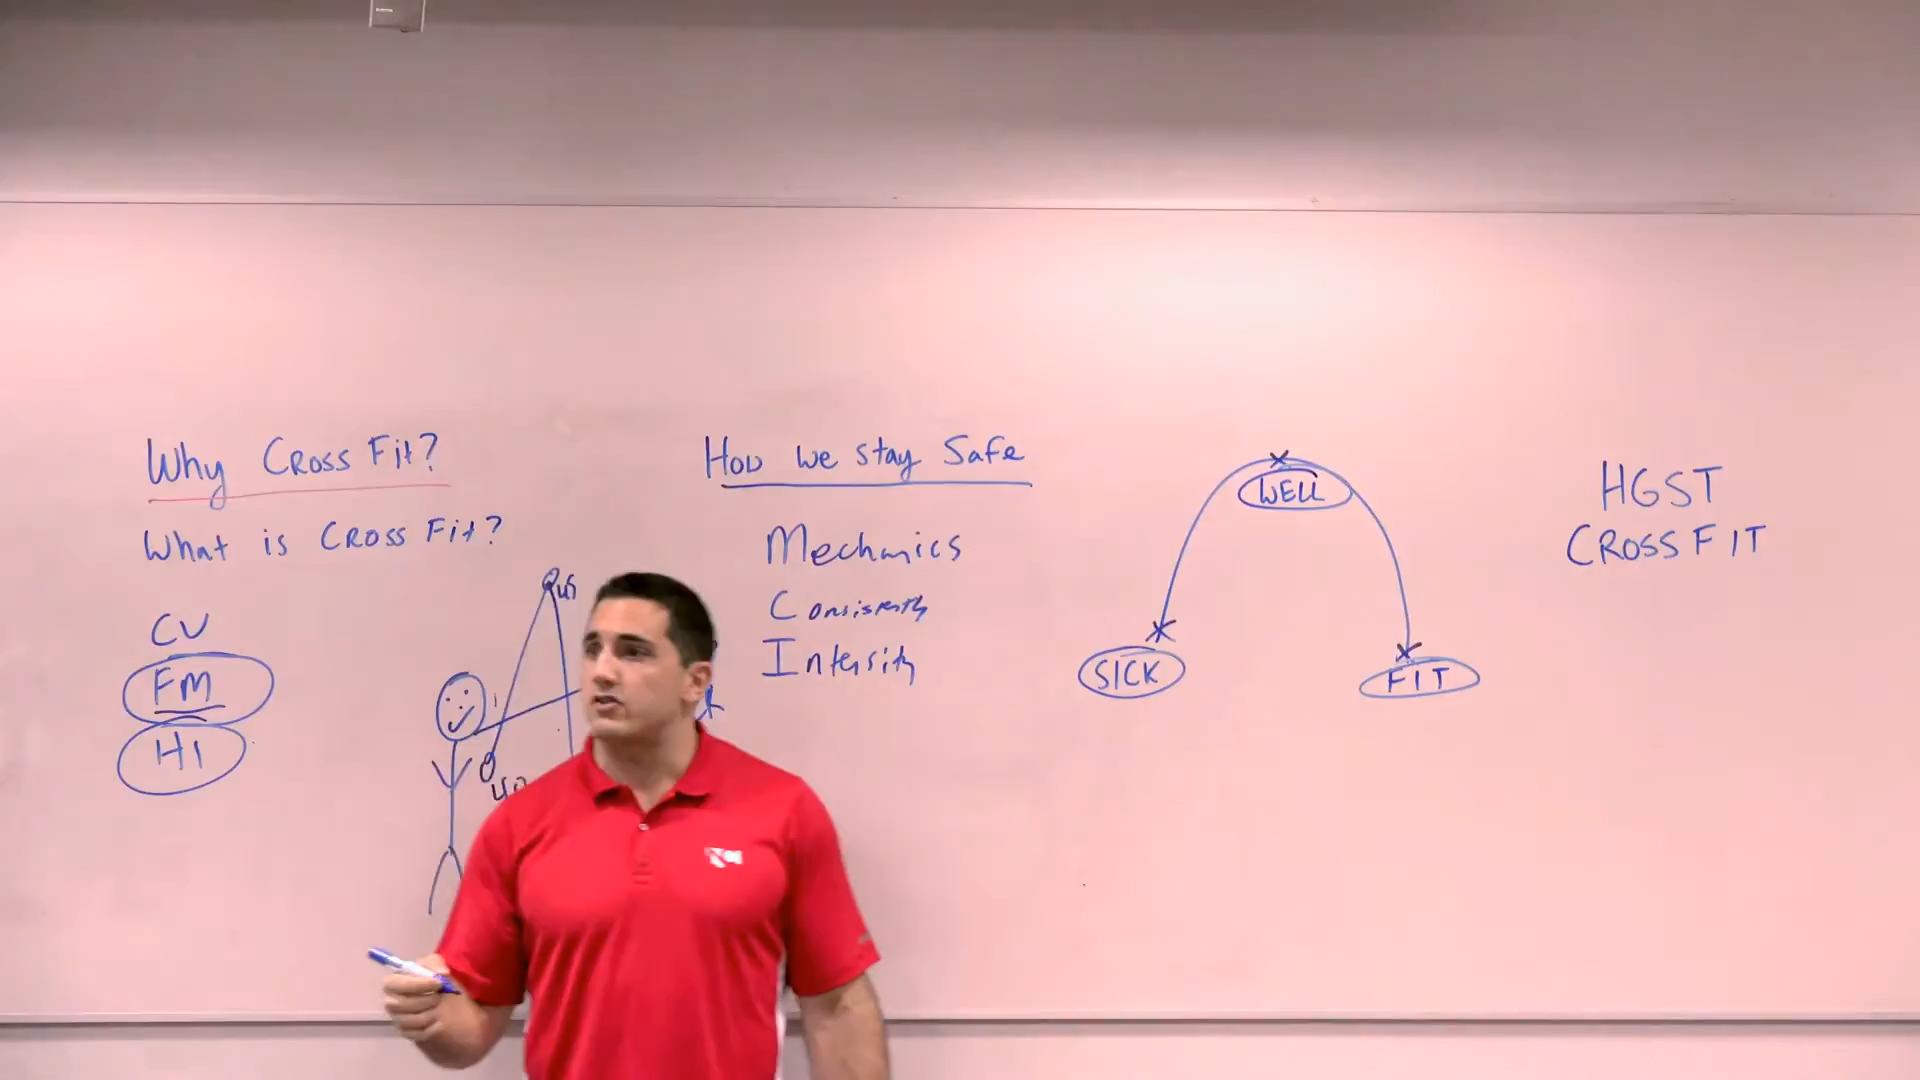 Why CrossFit?
What is CrossFit?
CV
FM
HI
How we stay Safe
Mechanics
Consistently
Intensity
WELL
SICK
FIT
HGST
CROSSFIT